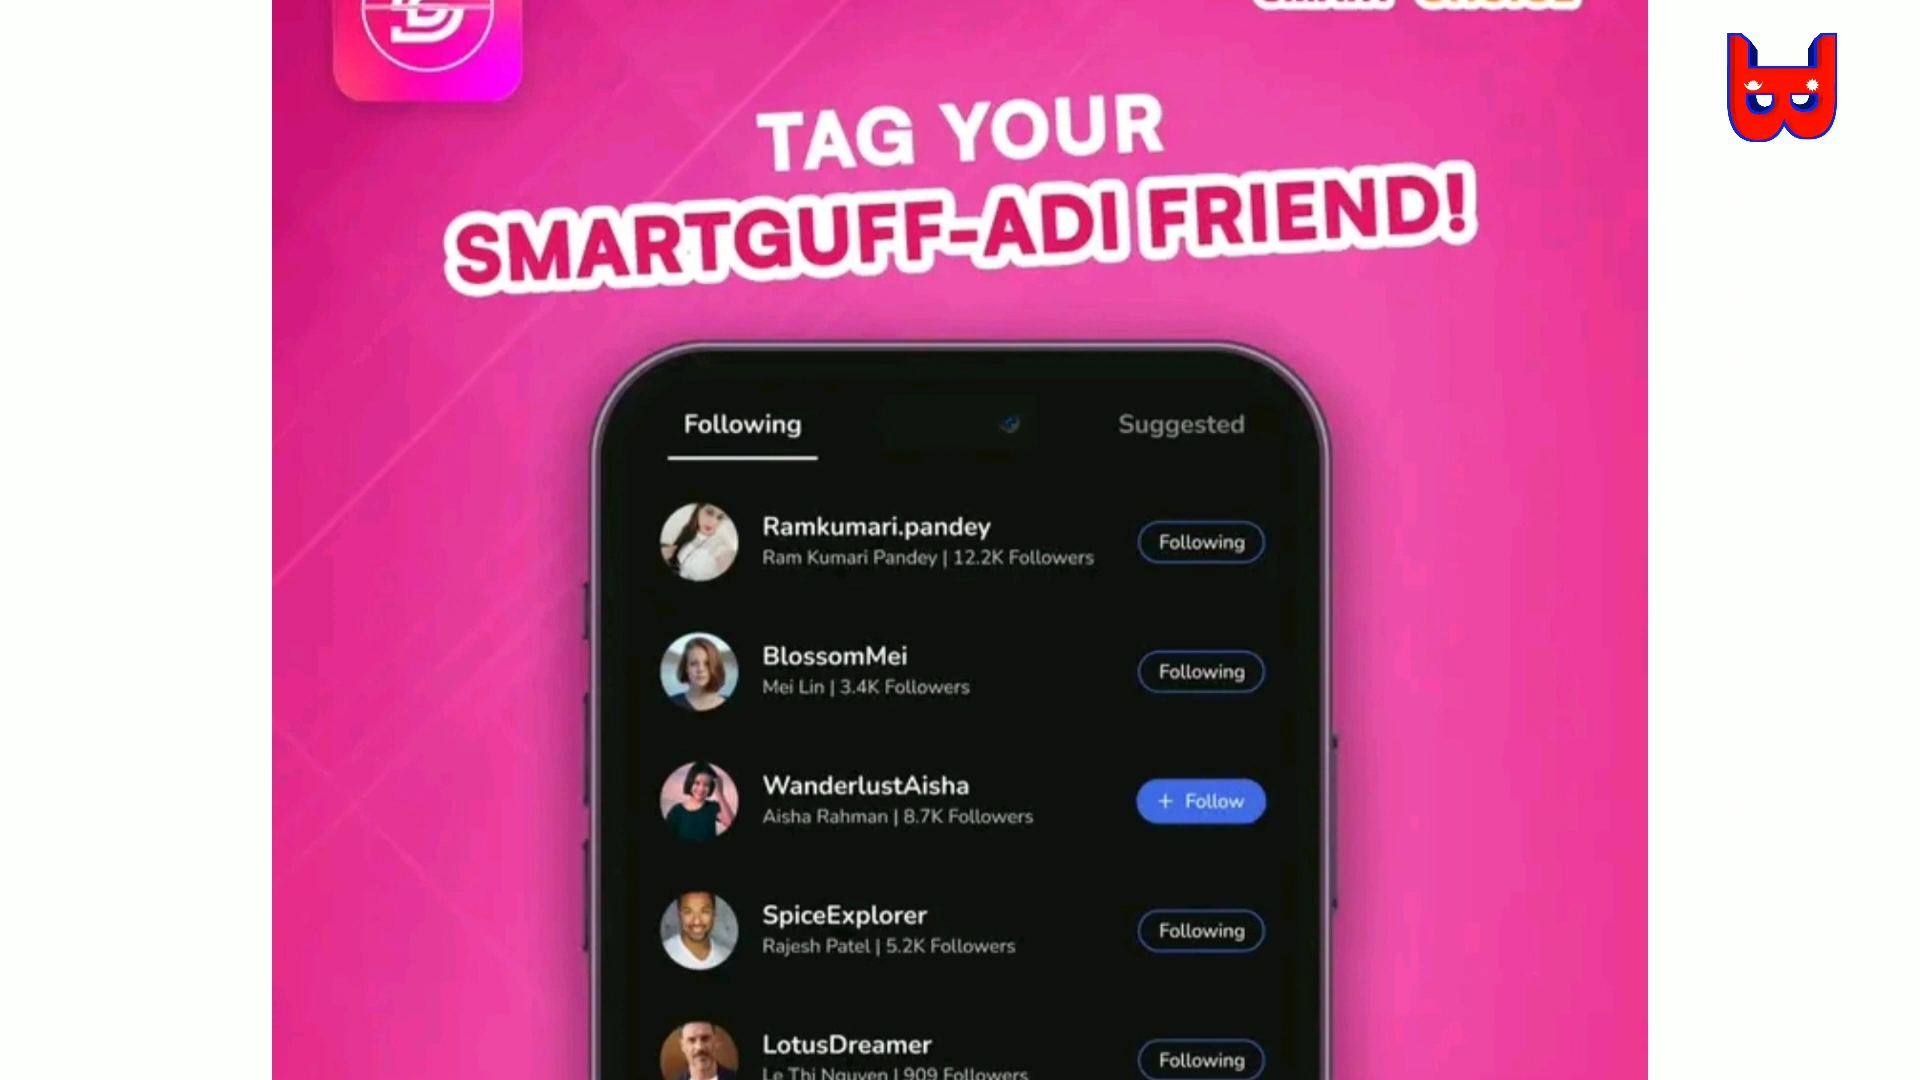 SMART CHOICE
TAG YOUR
SMARTGUFF-ADI FRIEND!
Following
Suggested
Ramkumari.pandey
Ram Kumari Pandey | 12.2K Followers
Following
BlossomMei
Mei Lin | 3.4K Followers
Following
WanderlustAisha
Aisha Rahman | 8.7K Followers
+ Follow
SpiceExplorer
Rajesh Patel | 5.2K Followers
Following
LotusDreamer
Le Thi Nguyen | 909 Followers
Following